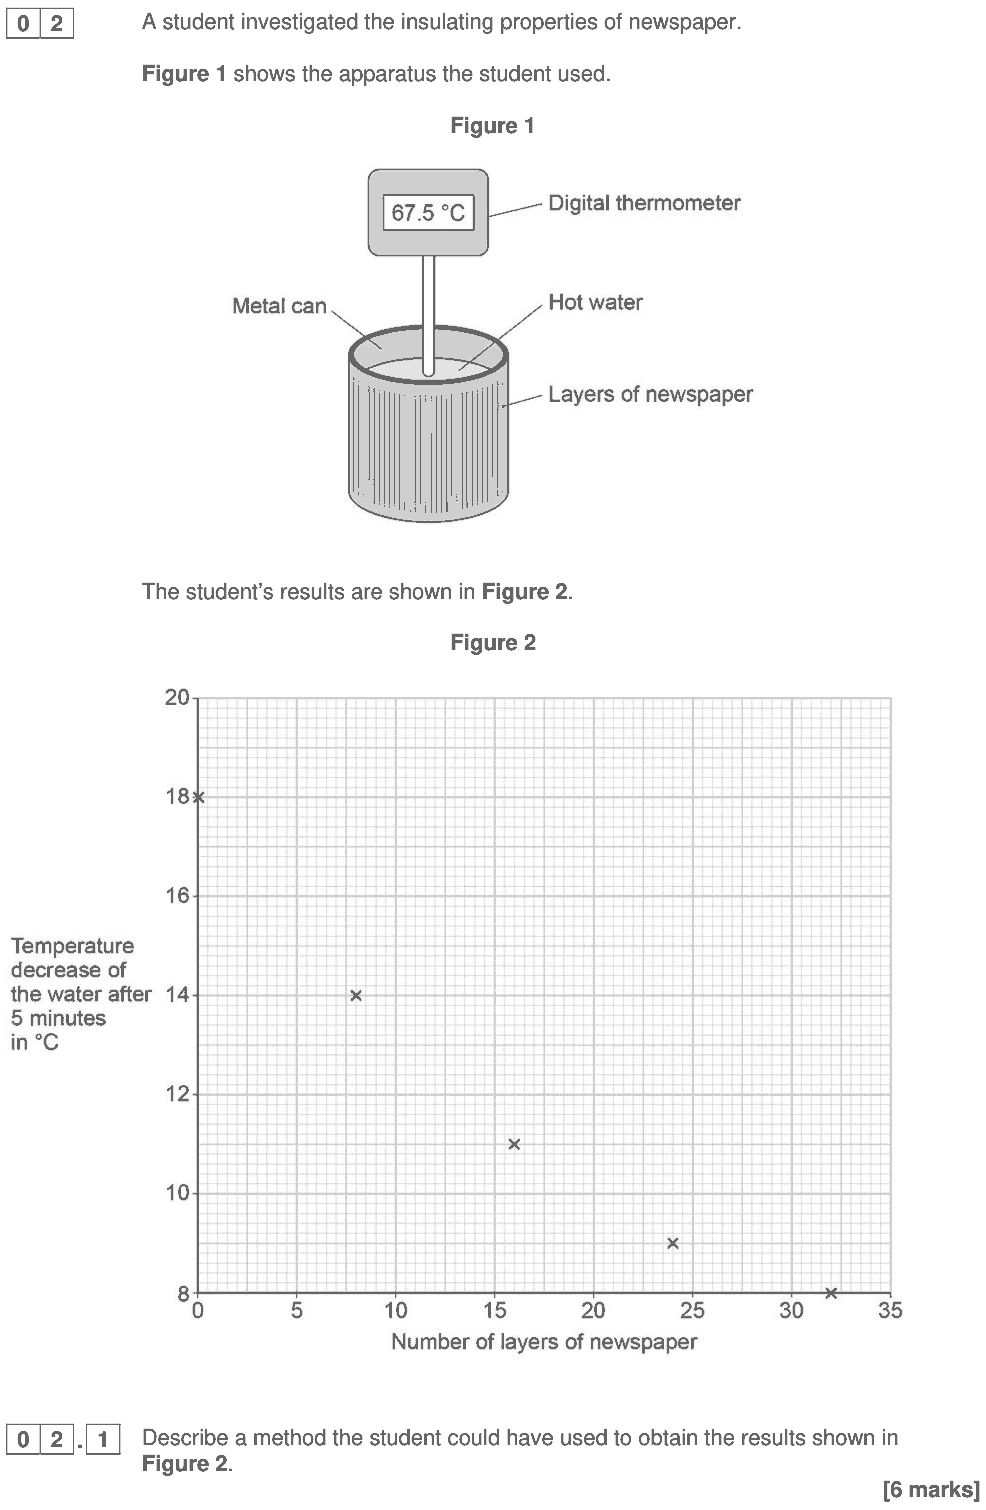 0 2 A student investigated the insulating properties of newspaper.
Figure 1 shows the apparatus the student used.
Figure 1
67.5 °C
Digital thermometer
Metal can
Hot water
Layers of newspaper
The student's results are shown in Figure 2.
Figure 2
20
18
16
Temperature
decrease of
the water after
5 minutes
in °C
14
12
10
8
0 5 10 15 20 25 30 35
Number of layers of newspaper
0 2 . 1 Describe a method the student could have used to obtain the results shown in
Figure 2.
[6 marks]